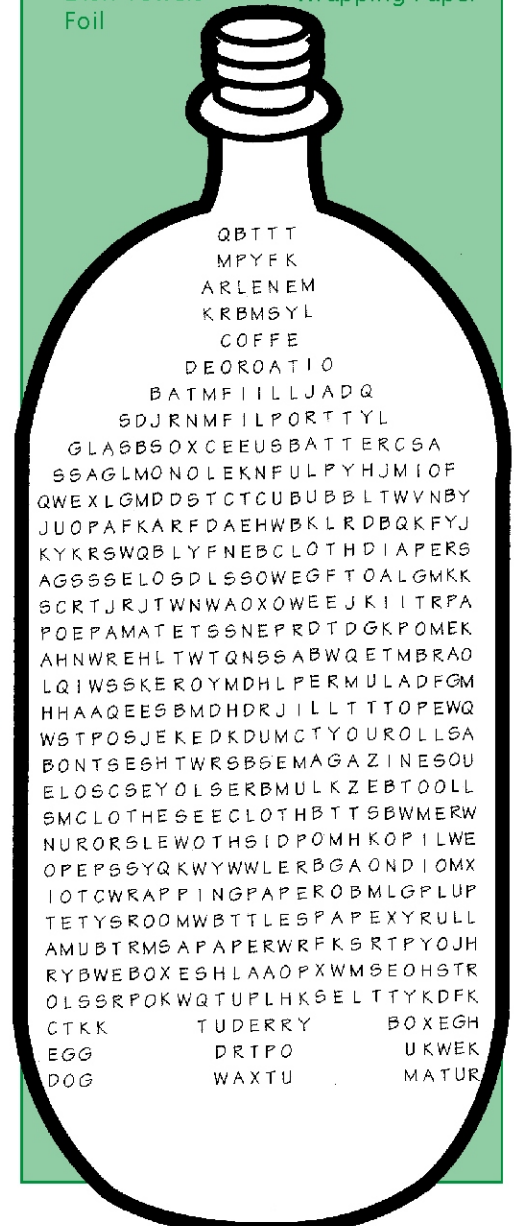 Wrapping Paper
Foil
QBTTT
MPYFK
ARLENEM
KRBMSYL
COFFE
DEOROATIO
BATMFIILLJADQ
SDJRNMFILPORTTYL
GLASBSOXCEEUSBATTERCSA
SSAGLMONOLEKNFULPYHJMIOF
QWEXLGMDDSTCTCUBUBBLTWVNBY
JUOPAFKARFDAEHWBKLRDBQKFYJ
KYKRSWQBLYFNEBCLOTHDIAPERS
AGSSSELOSDLSSOWEGFTOALGMKK
SCRTJRJTWNWAOXOWEEJKIITRPA
POEPAMATETSSNEPRDTDGKPOMEK
AHNWREHLTWTQNSSABWQETMBRAO
LQIWSSKEROYMDHLPERMULADFGM
HHAAQEESBMDHDRJILLTTTOPEWQ
WSTPOSJEKEDKDUMCTYOUROLLSA
BONTSESHTWRSBSEMAGAZINESOU
ELOSCSEYOLSERBMULKZEBTOOLL
SMCLOTHESEECLOTHBTTSBWMERW
NURORSLEWOTHSIDPOMHKOPILWE
OPEPSSYQKWYWWLERBGAONDIOMX
IOTCWRAPPINGPAPEROBMLGPLUP
TETYSROOMWBTTLESPAPEXYRULL
AMUBTRMSAPAPERWRFKSRTPYOJH
RYBWEBOXESHLAAOPXWMSEOHSTR
OLSSRPOKWQTUPLHKSELTTYKDFK
CTKK TUDERRY BOXEGH
EGG DRTPO UKWEK
DOG WAXTU MATUR